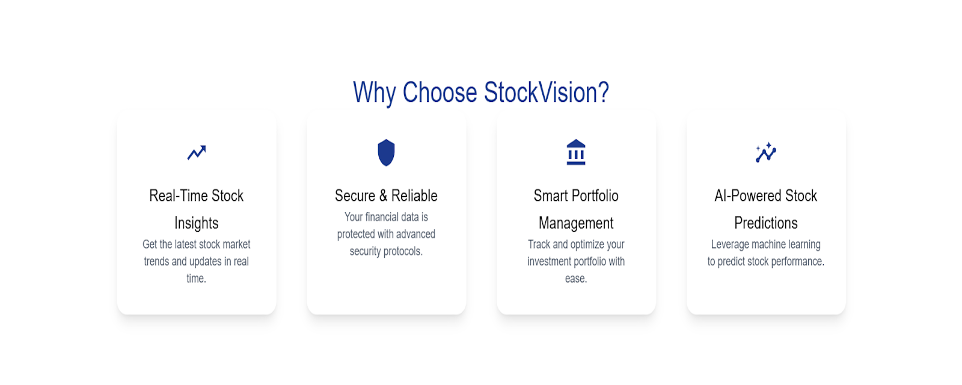 Why Choose StockVision?
Real-Time Stock
Insights
Get the latest stock market
trends and updates in real
time.
Secure & Reliable
Your financial data is
protected with advanced
security protocols.
Smart Portfolio
Management
Track and optimize your
investment portfolio with
ease.
AI-Powered Stock
Predictions
Leverage machine learning
to predict stock performance.